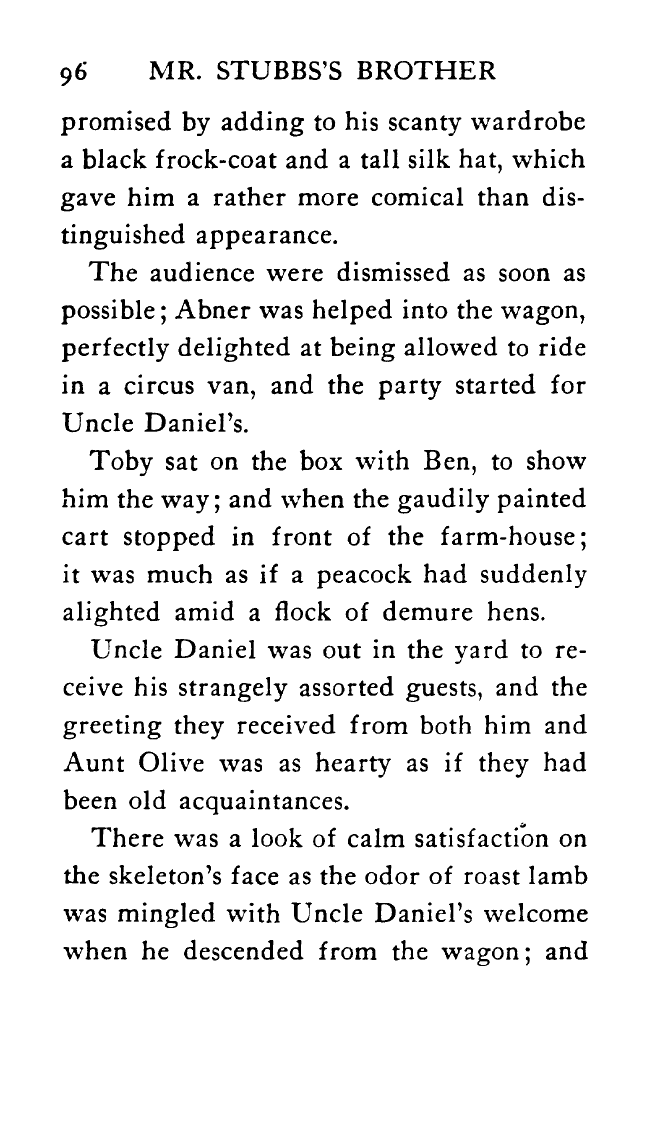 96 MR. STUBBS'S BROTHER
promised by adding to his scanty wardrobe
a black frock-coat and a tall silk hat, which
gave him a rather more comical than dis-
tinguished appearance.
The audience were dismissed as soon as
possible; Abner was helped into the wagon,
perfectly delighted at being allowed to ride
in a circus van, and the party started for
Uncle Daniel's.
Toby sat on the box with Ben, to show
him the way; and when the gaudily painted
cart stopped in front of the farm-house;
it was much as if a peacock had suddenly
alighted amid a flock of demure hens.
Uncle Daniel was out in the yard to re-
ceive his strangely assorted guests, and the
greeting they received from both him and
Aunt Olive was as hearty as if they had
been old acquaintances.
There was a look of calm satisfaction on
the skeleton's face as the odor of roast lamb
was mingled with Uncle Daniel's welcome
when he descended from the wagon; and